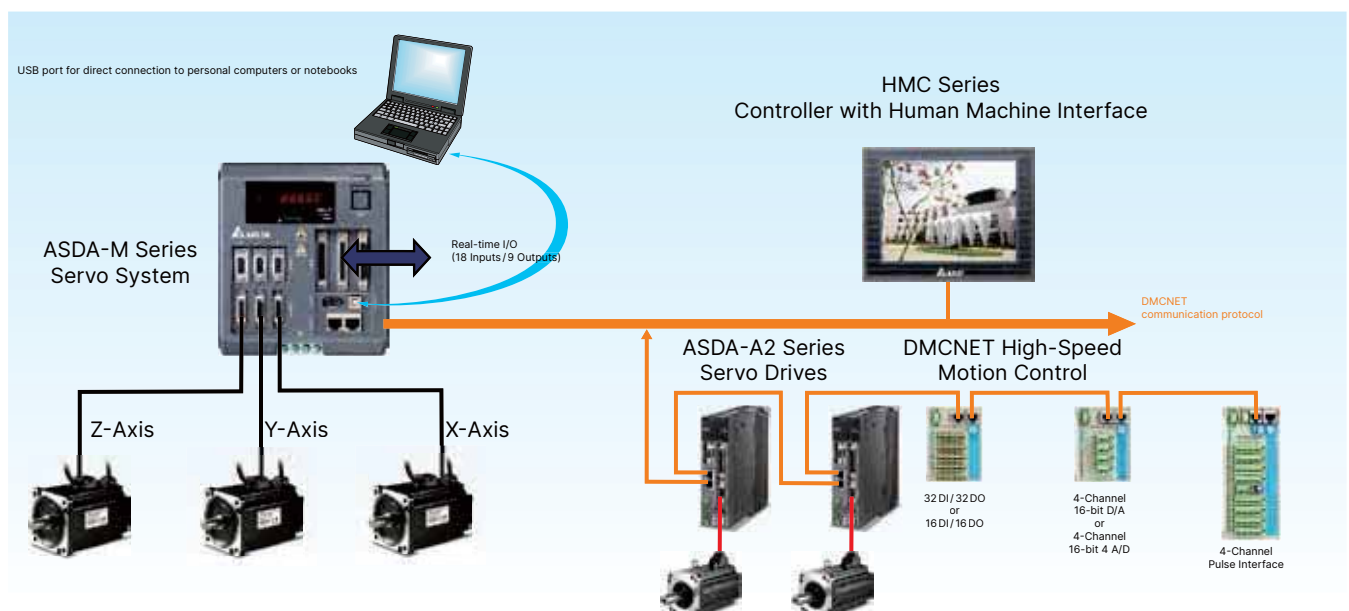 USB port for direct connection to personal computers or notebooks
HMC Series
Controller with Human Machine Interface
ASDA-M Series
Servo System
Real-time I/O
(18 Inputs / 9 Outputs)
DMCNET
communication protocol
ASDA-A2 Series
Servo Drives
DMCNET High-Speed
Motion Control
Z-Axis
Y-Axis
X-Axis
32 DI / 32 DO
or
16 DI / 16 DO
4-Channel
16-bit D/A
or
4-Channel
16-bit 4 A/D
4-Channel
Pulse Interface